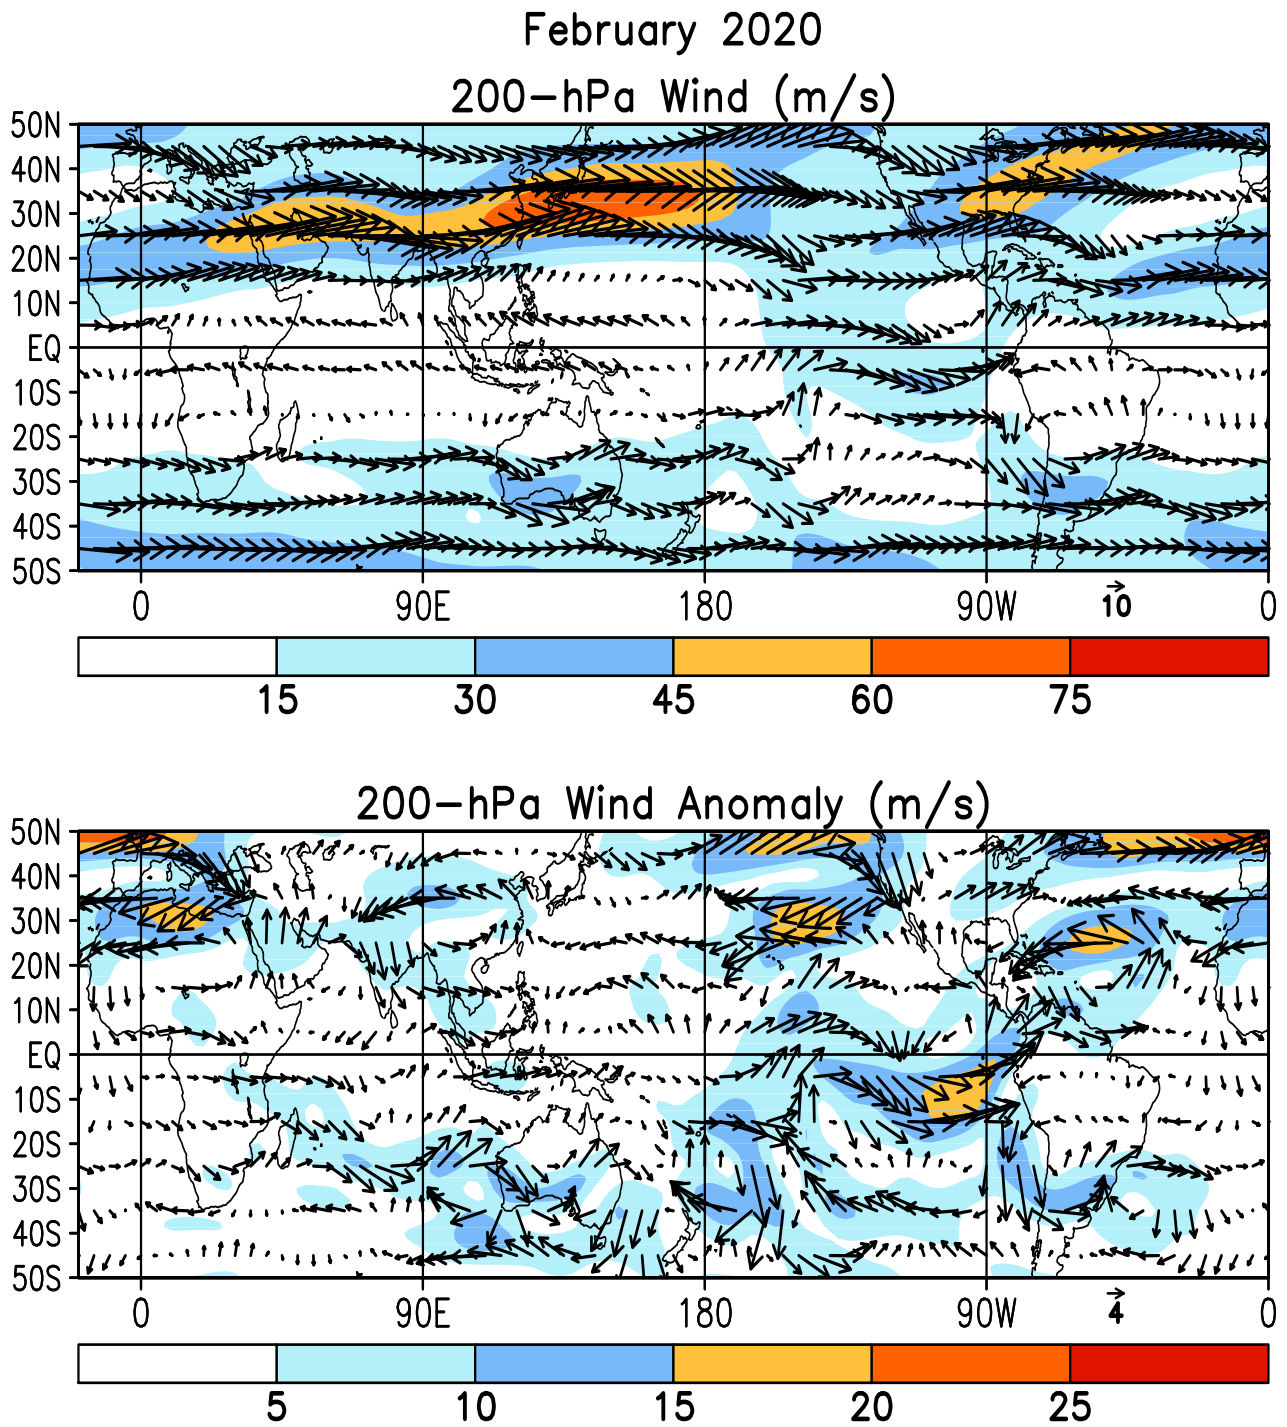 February 2020
200-hPa Wind (m/s)
50N
40N
30N
20N
10N
EQ
10S
20S
30S
40S
50S
0 90E 180 90W 10 0
15 30 45 60 75
200-hPa Wind Anomaly (m/s)
50N
40N
30N
20N
10N
EQ
10S
20S
30S
40S
50S
0 90E 180 90W 4 0
5 10 15 20 25